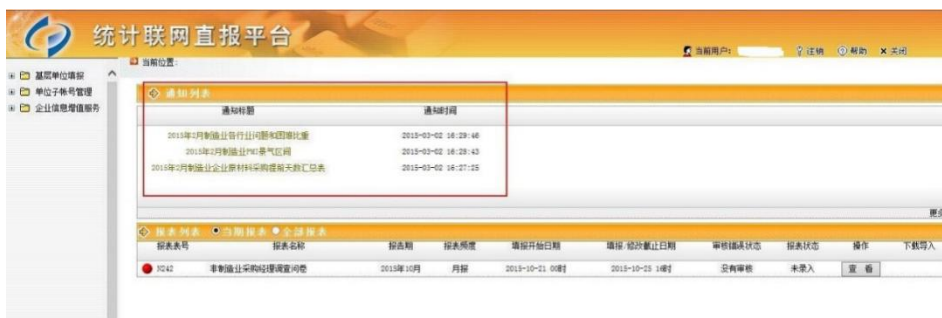 统计联网直报平台
当前用户: 注销 帮助 关闭
当前位置:
基层单位填报
单位子帐号管理
企业信息增值服务
通知列表
通知标题 通知时间
2015年2月制造业各行业问题和困难比重 2015-03-02 16:29:46
2015年2月制造业PMI景气区间 2015-03-02 16:28:43
2015年2月制造业企业原材料采购提前天数汇总表 2015-03-02 16:27:25
报表列表 当期报表 全部报表
报表表号 报表名称 报告期 报表频度 填报开始日期 填报/修改截止日期 审核错误状态 报表状态 操作 下载导入
N242 非制造业采购经理调查问卷 2015年10月 月报 2015-10-21 00时 2015-10-25 16时 没有审核 未录入 查 看